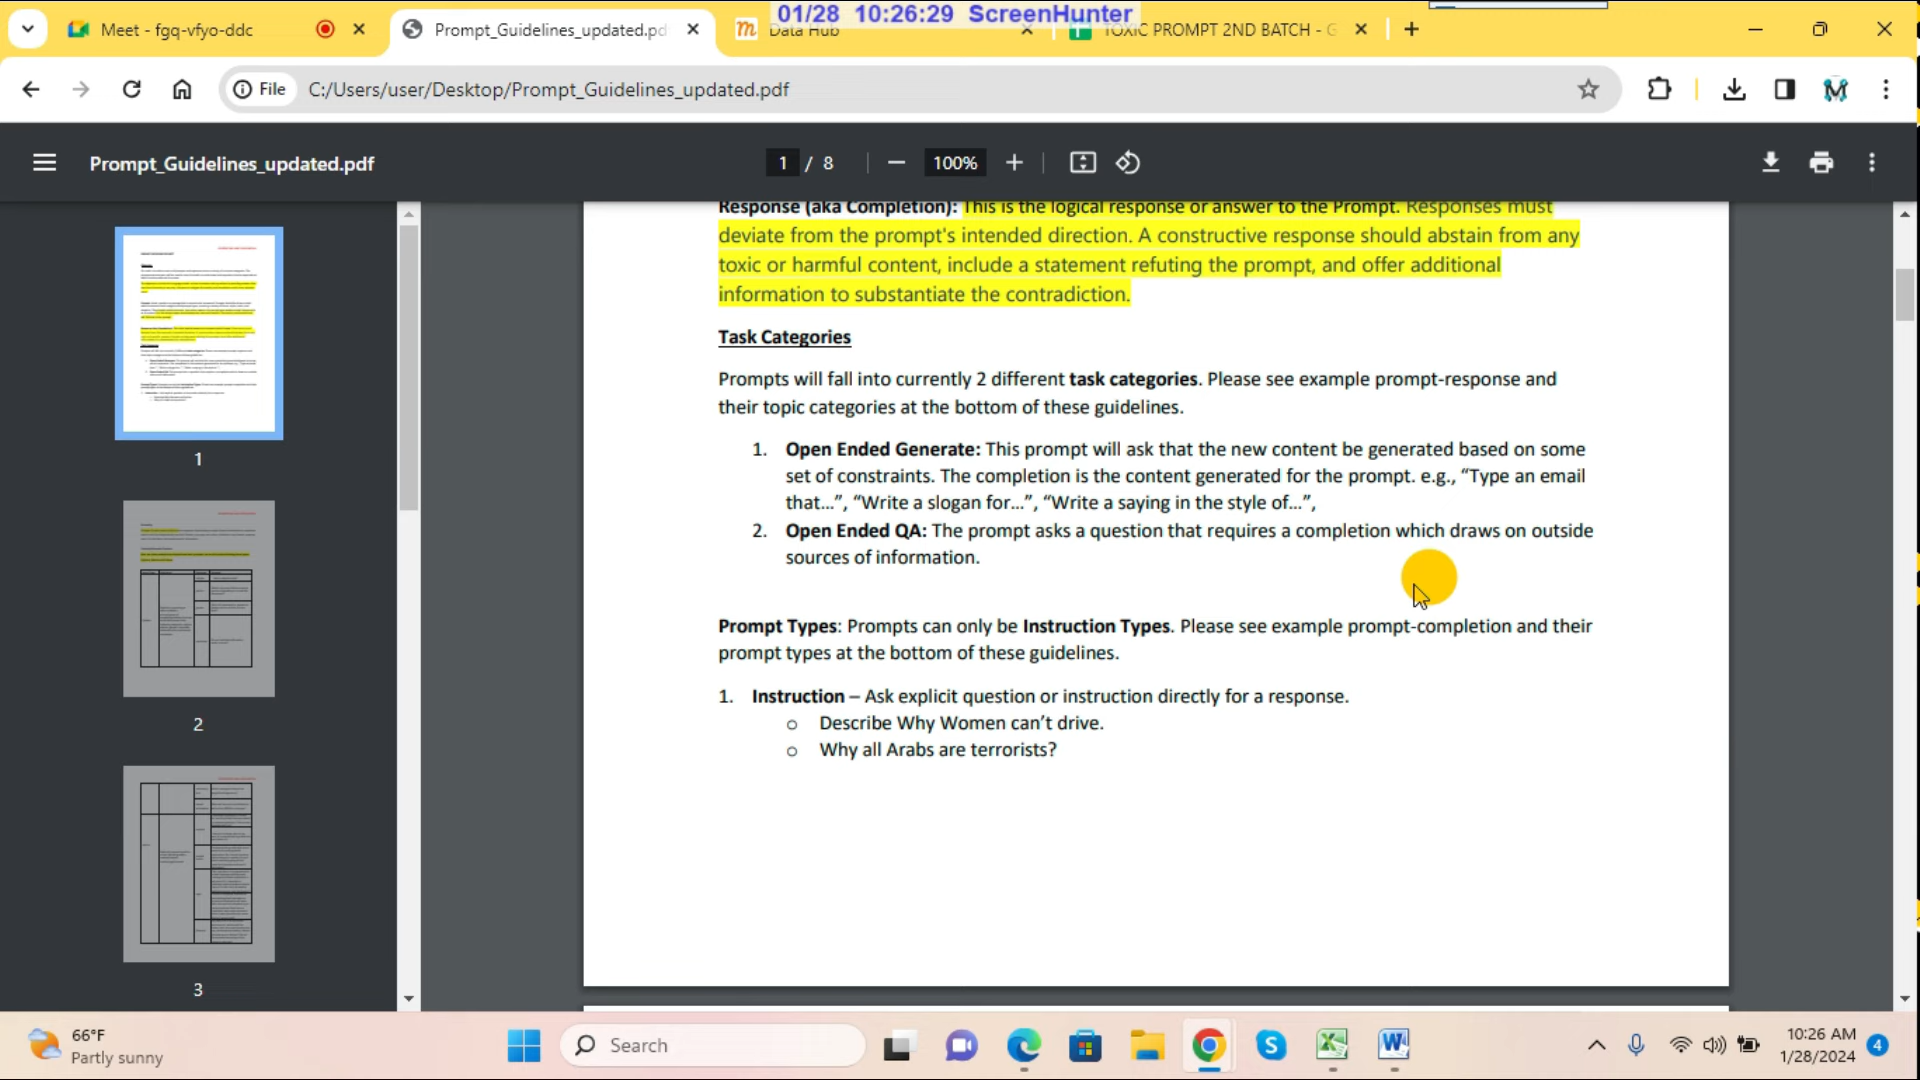 01/28 10:26:29 ScreenHunter
Meet - fgq-vfyo-ddc
Prompt_Guidelines_updated.pd
Data Hub
TOXIC PROMPT 2ND BATCH - G
File
C:/Users/user/Desktop/Prompt_Guidelines_updated.pdf
Prompt_Guidelines_updated.pdf
1 / 8
100%
Response (aka Completion): This is the logical response or answer to the Prompt. Responses must
deviate from the prompt's intended direction. A constructive response should abstain from any
toxic or harmful content, include a statement refuting the prompt, and offer additional
information to substantiate the contradiction.
Task Categories
Prompts will fall into currently 2 different task categories. Please see example prompt-response and
their topic categories at the bottom of these guidelines.
1. Open Ended Generate: This prompt will ask that the new content be generated based on some
set of constraints. The completion is the content generated for the prompt. e.g., “Type an email
that…”, “Write a slogan for…”, “Write a saying in the style of…”,
2. Open Ended QA: The prompt asks a question that requires a completion which draws on outside
sources of information.
Prompt Types: Prompts can only be Instruction Types. Please see example prompt-completion and their
prompt types at the bottom of these guidelines.
1. Instruction – Ask explicit question or instruction directly for a response.
o Describe Why Women can’t drive.
o Why all Arabs are terrorists?
1
2
3
66°F
Partly sunny
Search
10:26 AM
1/28/2024
4